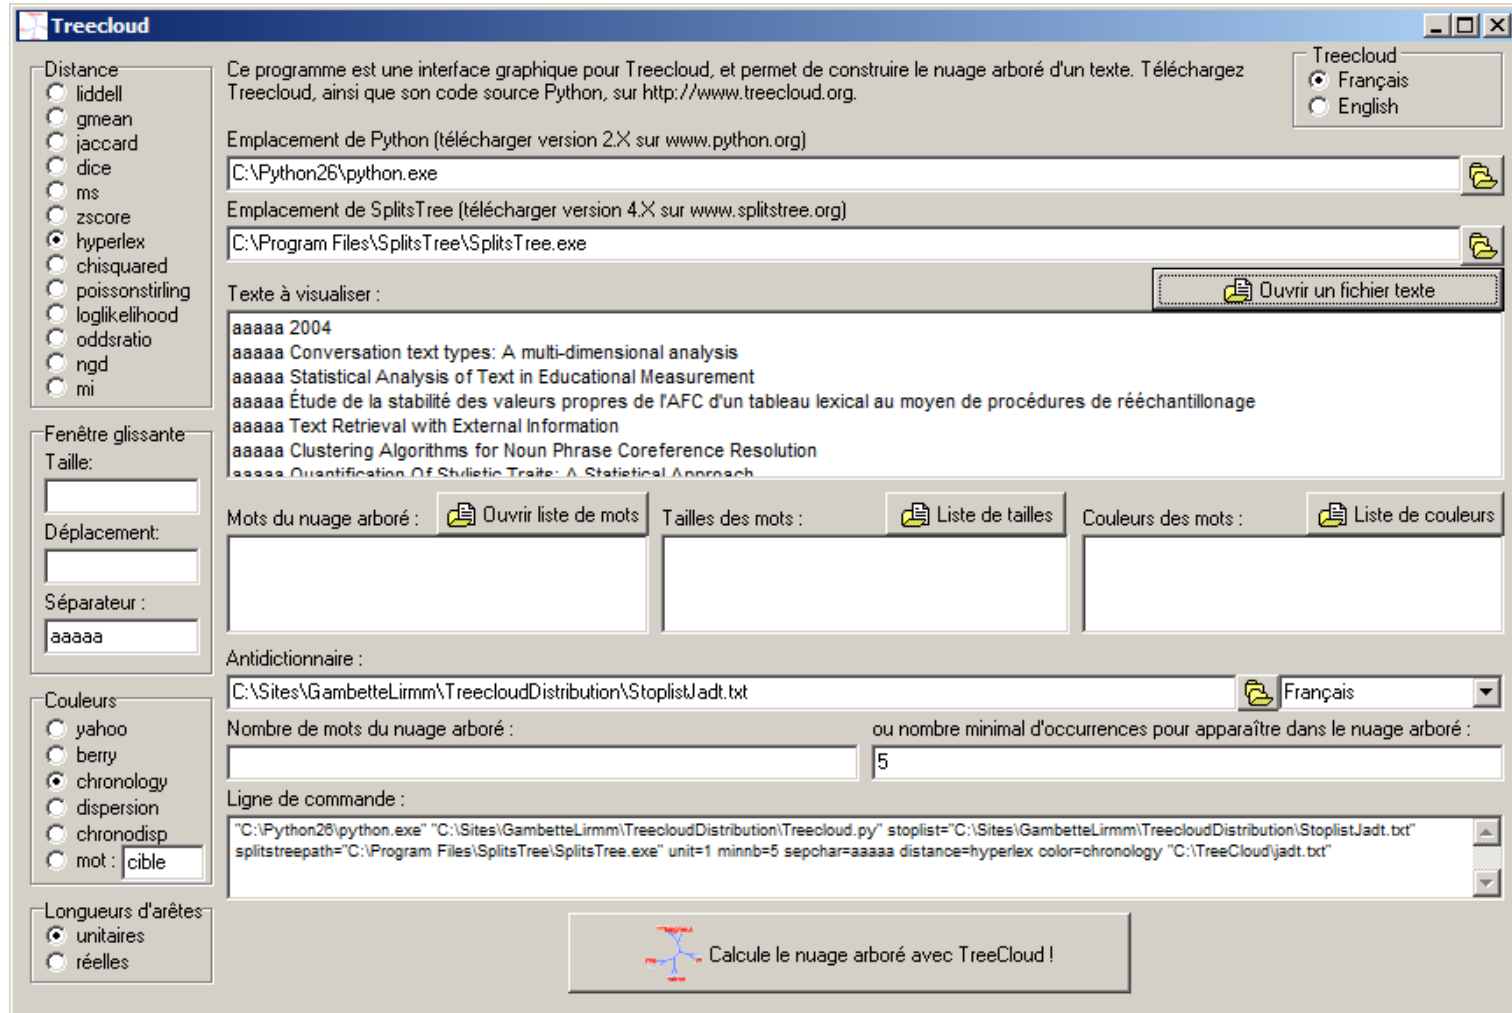 Treecloud
Distance
liddell
gmean
jaccard
dice
ms
zscore
hyperlex
chisquared
poissonstirling
loglikelihood
oddsratio
ngd
mi
Fenêtre glissante
Taille:
Déplacement:
Séparateur :
aaaaa
Couleurs
yahoo
berry
chronology
dispersion
chronodisp
mot : cible
Longueurs d'arêtes
unitaires
réelles
Ce programme est une interface graphique pour Treecloud, et permet de construire le nuage arboré d'un texte. Téléchargez
Treecloud, ainsi que son code source Python, sur http://www.treecloud.org.
Treecloud
Français
English
Emplacement de Python (télécharger version 2.X sur www.python.org)
C:\Python26\python.exe
Emplacement de SplitsTree (télécharger version 4.X sur www.splitstree.org)
C:\Program Files\SplitsTree\SplitsTree.exe
Texte à visualiser :
Ouvrir un fichier texte
aaaaa 2004
aaaaa Conversation text types: A multi-dimensional analysis
aaaaa Statistical Analysis of Text in Educational Measurement
aaaaa Étude de la stabilité des valeurs propres de l'AFC d'un tableau lexical au moyen de procédures de rééchantillonage
aaaaa Text Retrieval with External Information
aaaaa Clustering Algorithms for Noun Phrase Coreference Resolution
aaaaa Quantification Of Stylistic Traits: A Statistical Approach
Mots du nuage arboré :
Ouvrir liste de mots
Tailles des mots :
Liste de tailles
Couleurs des mots :
Liste de couleurs
Antidictionnaire :
C:\Sites\GambetteLirmm\TreecloudDistribution\StoplistJadt.txt
Français
Nombre de mots du nuage arboré :
ou nombre minimal d'occurrences pour apparaître dans le nuage arboré :
5
Ligne de commande :
"C:\Python26\python.exe" "C:\Sites\GambetteLirmm\TreecloudDistribution\Treecloud.py" stoplist="C:\Sites\GambetteLirmm\TreecloudDistribution\StoplistJadt.txt"
splitstreepath="C:\Program Files\SplitsTree\SplitsTree.exe" unit=1 minnb=5 sepchar=aaaaa distance=hyperlex color=chronology "C:\TreeCloud\jadt.txt"
Calcule le nuage arboré avec TreeCloud !